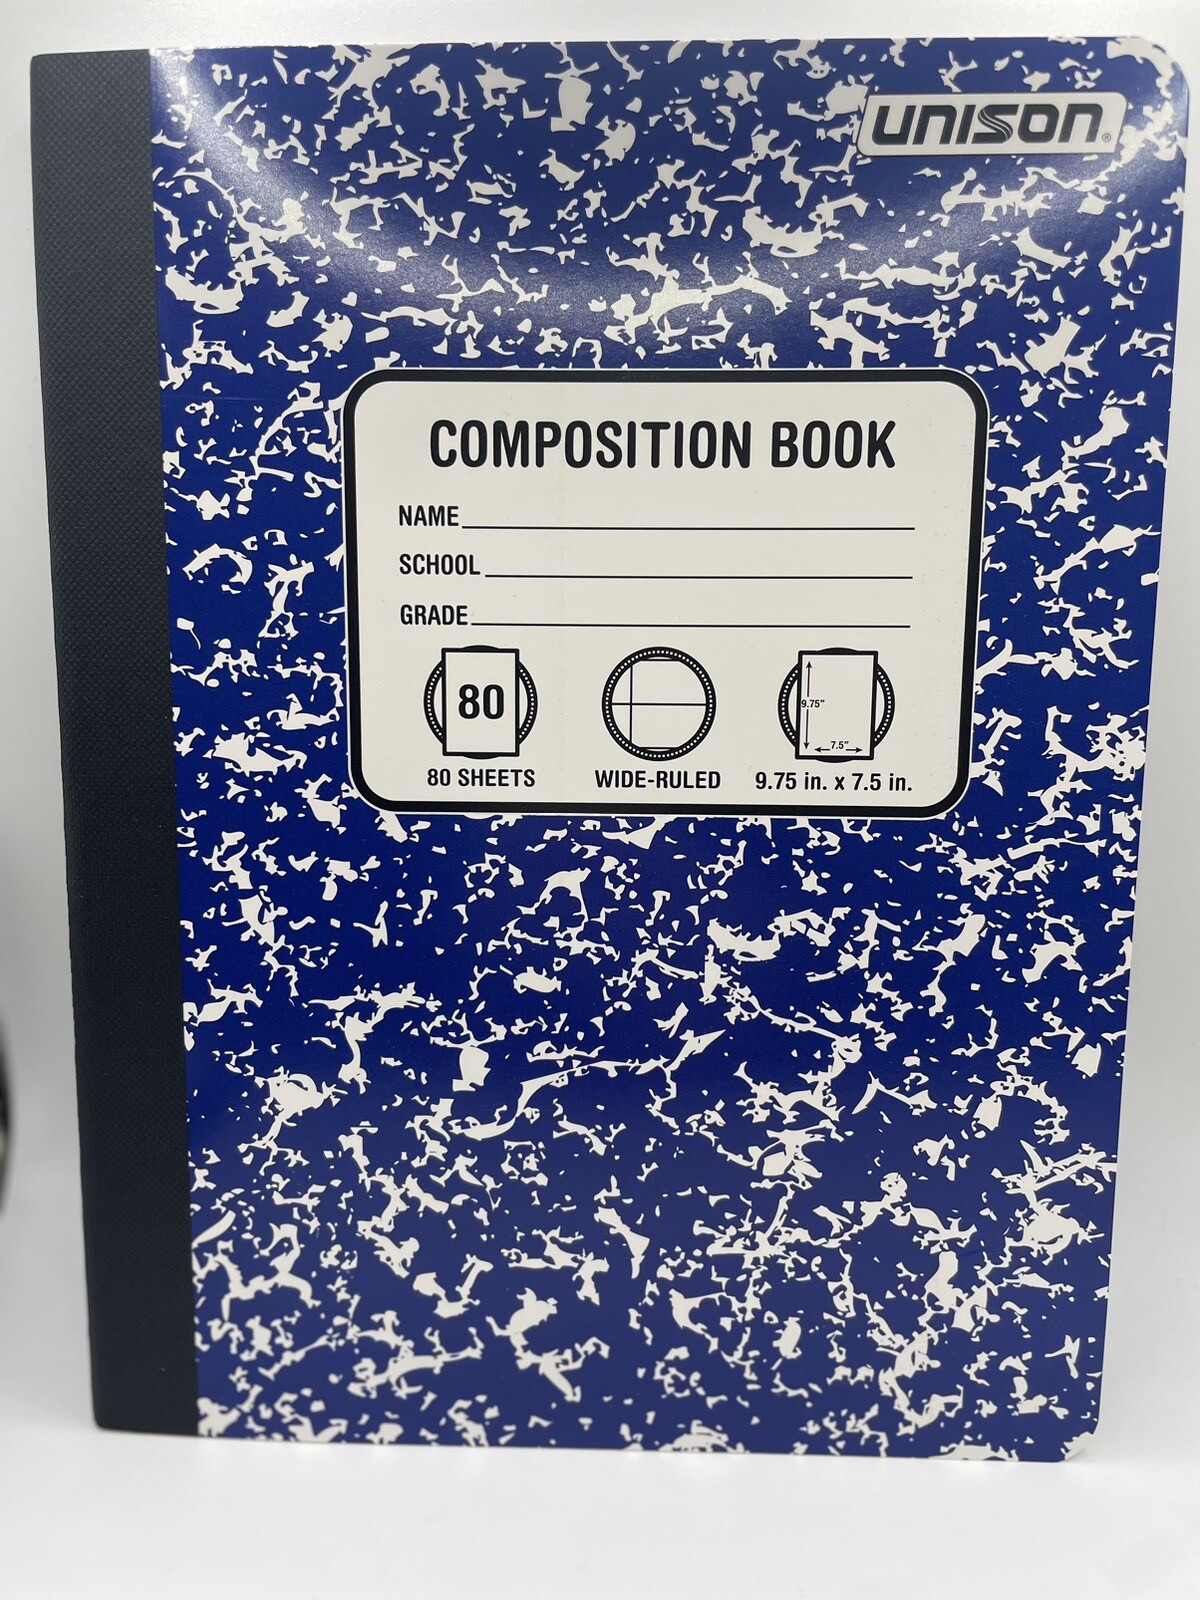 UNISON®
COMPOSITION BOOK
NAME
SCHOOL
GRADE
80
9.75"
7.5"
80 SHEETS
WIDE-RULED
9.75 in. x 7.5 in.